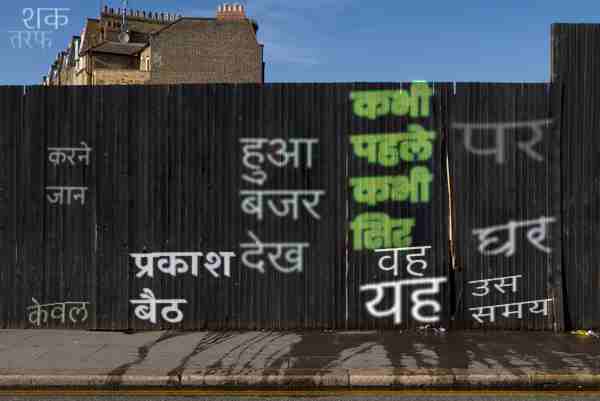 शक
तरफ
करने
जान
हुआ
बजर
देख
कभी
पहले
कभी
सिर
पर
घर
प्रकाश
बैठ
वह
यह
उस
समय
केवल